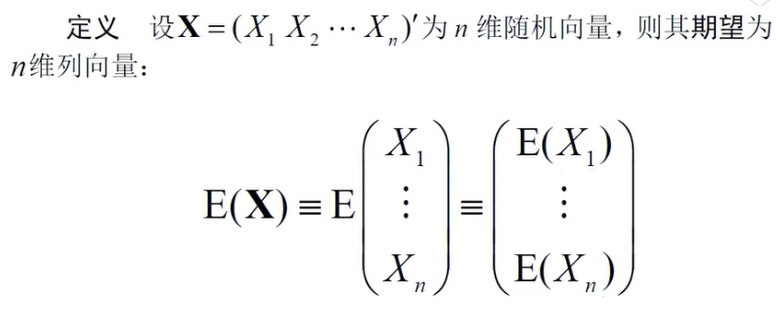 定义 设X = (X₁ X₂ ⋯ Xₙ)′为 n 维随机向量，则其期望为
n维列向量：
E(X) ≡ E ( X₁ ⋮ Xₙ ) ≡ ( E(X₁) ⋮ E(Xₙ) )